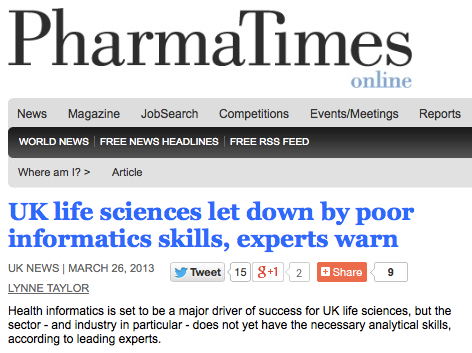 PharmaTimes
online
News Magazine JobSearch Competitions Events/Meetings Reports
WORLD NEWS | FREE NEWS HEADLINES | FREE RSS FEED
Where am I? > Article
UK life sciences let down by poor
informatics skills, experts warn
UK NEWS | MARCH 26, 2013 Tweet 15 g+1 2 Share 9
LYNNE TAYLOR
Health informatics is set to be a major driver of success for UK life sciences, but the
sector - and industry in particular - does not yet have the necessary analytical skills,
according to leading experts.